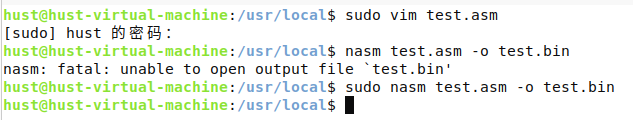 hust@hust-virtual-machine:/usr/local$ sudo vim test.asm
[sudo] hust 的密码：
hust@hust-virtual-machine:/usr/local$ nasm test.asm -o test.bin
nasm: fatal: unable to open output file `test.bin'
hust@hust-virtual-machine:/usr/local$ sudo nasm test.asm -o test.bin
hust@hust-virtual-machine:/usr/local$